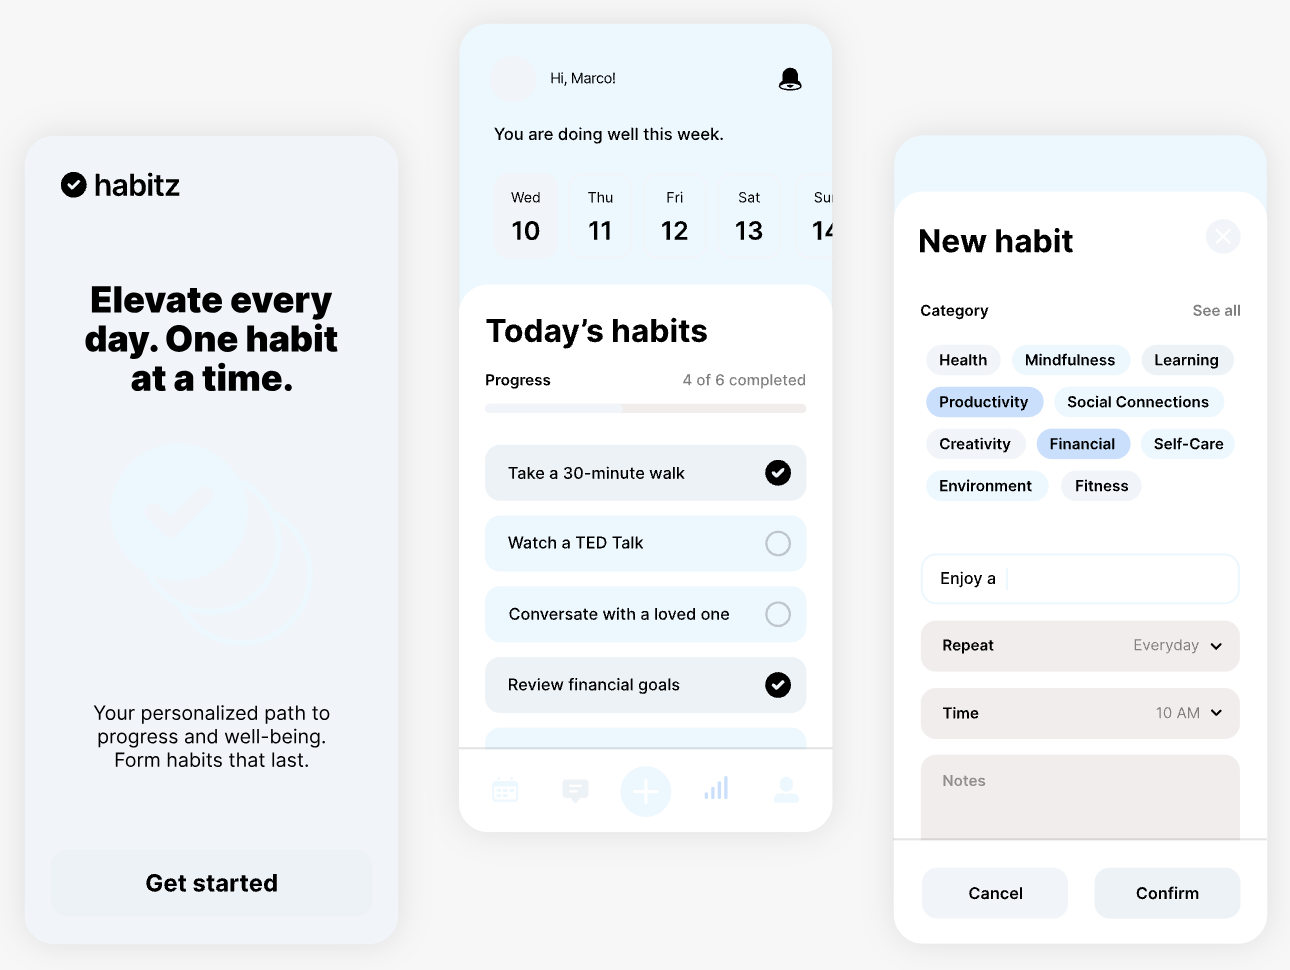 habitz
Elevate every
day. One habit
at a time.
Your personalized path to
progress and well-being.
Form habits that last.
Get started
Hi, Marco!
You are doing well this week.
Wed Thu Fri Sat Sun
10 11 12 13 14
Today’s habits
Progress 4 of 6 completed
Take a 30-minute walk
Watch a TED Talk
Conversate with a loved one
Review financial goals
New habit
Category See all
Health Mindfulness Learning
Productivity Social Connections
Creativity Financial Self-Care
Environment Fitness
Enjoy a
Repeat Everyday
Time 10 AM
Notes
Cancel Confirm